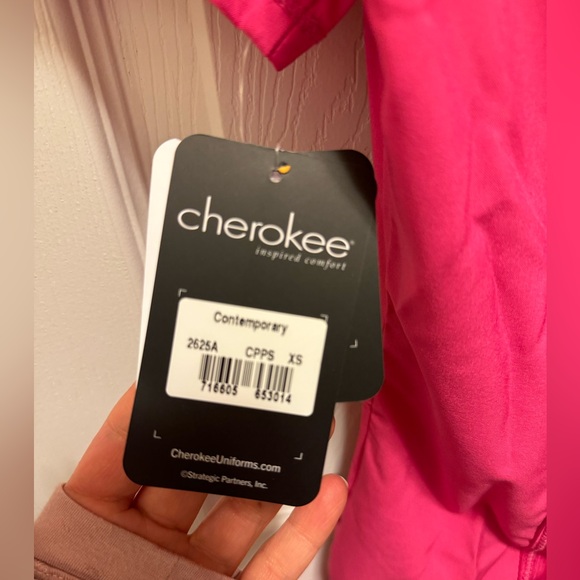 cherokee®
inspired comfort
Contemporary
2625A CPPS XS
716605 653014
CherokeeUniforms.com
©Strategic Partners, Inc.